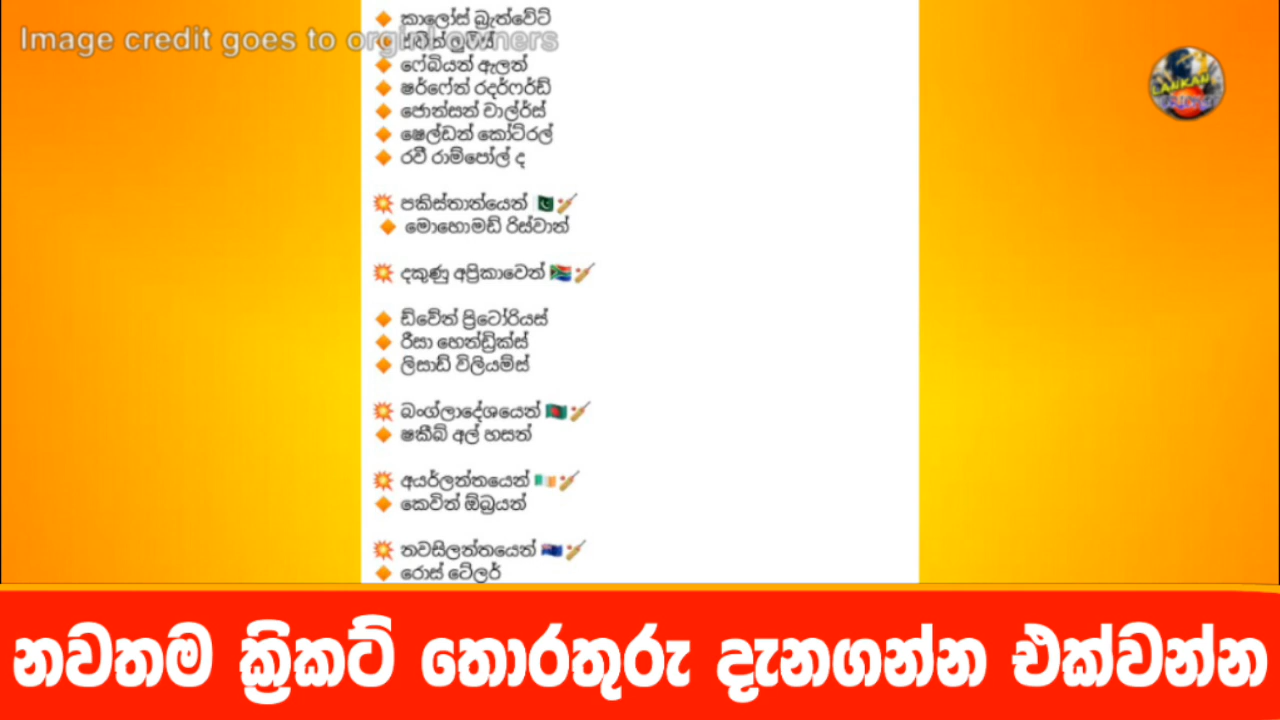 කාලෝස් බ්‍රැත්වේට්
Image credit goes to orginal owners
ෆේබියන් ඇලන්
ෂර්ෆේන් රදර්ෆර්ඩ්
ජොන්සන් චාල්ර්ස්
ෂෙල්ඩන් කෝට්රල්
රවී රාම්පෝල් ද
පකිස්තාන්යෙන්
මොහොමඩ් රිස්වාන්
දකුණු අප්‍රිකාවෙන්
ඩ්වේන් ප්‍රිටෝරියස්
රීසා හෙන්ඩ්‍රික්ස්
ලිසාඩ් විලියම්ස්
බංග්ලාදේශයෙන්
ෂකීබ් අල් හසන්
අයර්ලන්තයෙන්
කෙවින් ඕබ්‍රයන්
නවසිලන්තයෙන්
රොස් ටේලර්
LANKAN
නවතම ක්‍රිකට් තොරතුරු දැනගන්න එක්වන්න